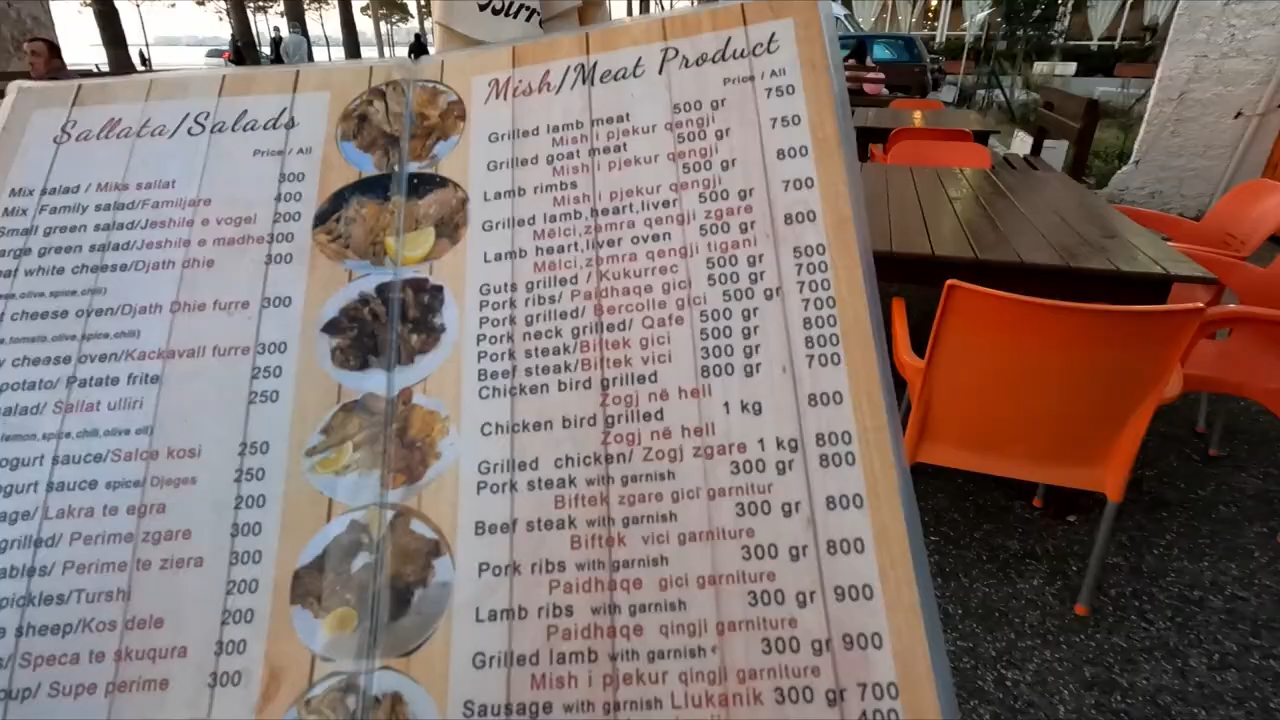 Sallata/Salads
Price / All
Mix salad / Miks sallat 300
Mix Family salad/Familjare 400
Small green salad/Jeshile e vogel 200
arge green salad/Jeshile e madhe 300
white cheese/Djath dhie 300
olive,spice,chili)
cheese oven/Djath Dhie furre 300
tomato,olive,spice,chili)
cheese oven/Kackavall furre 300
potato/ Patate frite 250
alad/ Sallat ulliri 250
lemon,spice,chili,olive oil)
ogurt sauce/Salce kosi 250
ogurt sauce spice/ Djeges 250
age/ Lakra te egra 200
grilled/ Perime zgare 300
ables/ Perime te ziera 300
pickles/Turshi 200
sheep/Kos dele 200
/ Speca te skuqura 300
oup/ Supe perime 300
Mish/Meat Product
Price / All
Grilled lamb meat 500 gr 750
Mish i pjekur qengji
Grilled goat meat 500 gr 750
Mish i pjekur qengji
Lamb rimbs 500 gr 800
Mish i pjekur qengji
Grilled lamb,heart,liver 500 gr 700
Mëlci,zemra qengji zgare
Lamb heart,liver oven 500 gr 800
Mëlci,zemra qengji tigani
Guts grilled / Kukurrec 500 gr 500
Pork ribs/ Paidhaqe gici 500 gr 700
Pork grilled/ Bercolle gici 500 gr 700
Pork neck grilled/ Qafe 500 gr 700
Pork steak/Biftek gici 500 gr 800
Beef steak/Biftek vici 300 gr 800
Chicken bird grilled 800 gr 700
Zogj në hell
Chicken bird grilled 1 kg 800
Zogj në hell
Grilled chicken/ Zogj zgare 1 kg 800
Pork steak with garnish 300 gr 800
Biftek zgare gici garnitur
Beef steak with garnish 300 gr 800
Biftek vici garniture
Pork ribs with garnish 300 gr 800
Paidhaqe gici garniture
Lamb ribs with garnish 300 gr 900
Paidhaqe qingji garniture
Grilled lamb with garnish 300 gr 900
Mish i pjekur qingji garniture
Sausage with garnish Llukanik 300 gr 700
400